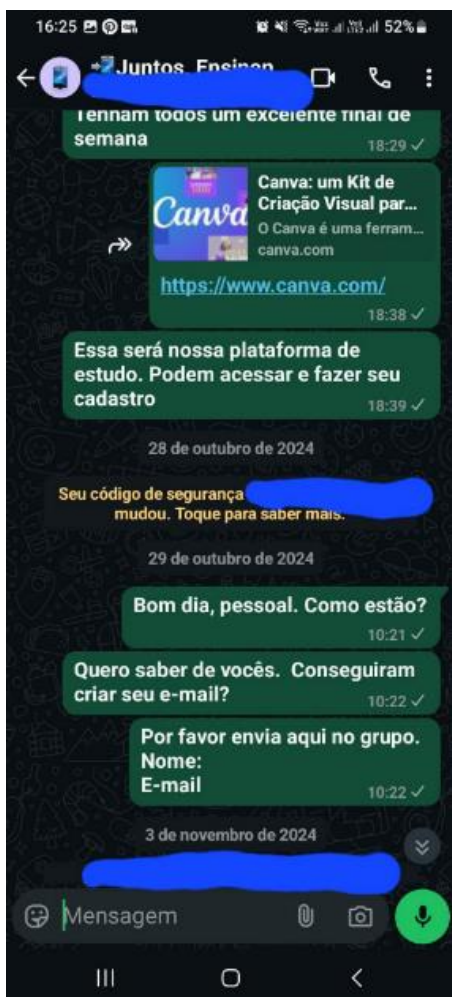 16:25 52%
Juntos Ensinan
Tenham todos um excelente final de
semana
18:29
Canva
Canva: um Kit de
Criação Visual par...
O Canva é uma ferram...
canva.com
https://www.canva.com/
18:38
Essa será nossa plataforma de
estudo. Podem acessar e fazer seu
cadastro
18:39
28 de outubro de 2024
Seu código de segurança
mudou. Toque para saber mais.
29 de outubro de 2024
Bom dia, pessoal. Como estão?
10:21
Quero saber de vocês. Conseguiram
criar seu e-mail?
10:22
Por favor envia aqui no grupo.
Nome:
E-mail
10:22
3 de novembro de 2024
Mensagem